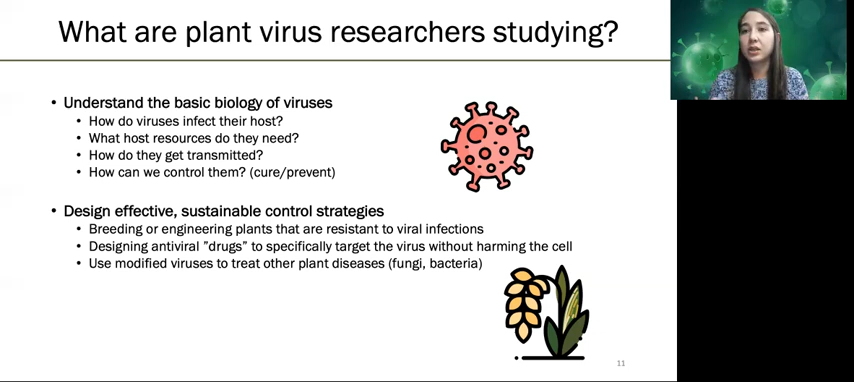 What are plant virus researchers studying?
• Understand the basic biology of viruses
• How do viruses infect their host?
• What host resources do they need?
• How do they get transmitted?
• How can we control them? (cure/prevent)
• Design effective, sustainable control strategies
• Breeding or engineering plants that are resistant to viral infections
• Designing antiviral ”drugs” to specifically target the virus without harming the cell
• Use modified viruses to treat other plant diseases (fungi, bacteria)
11